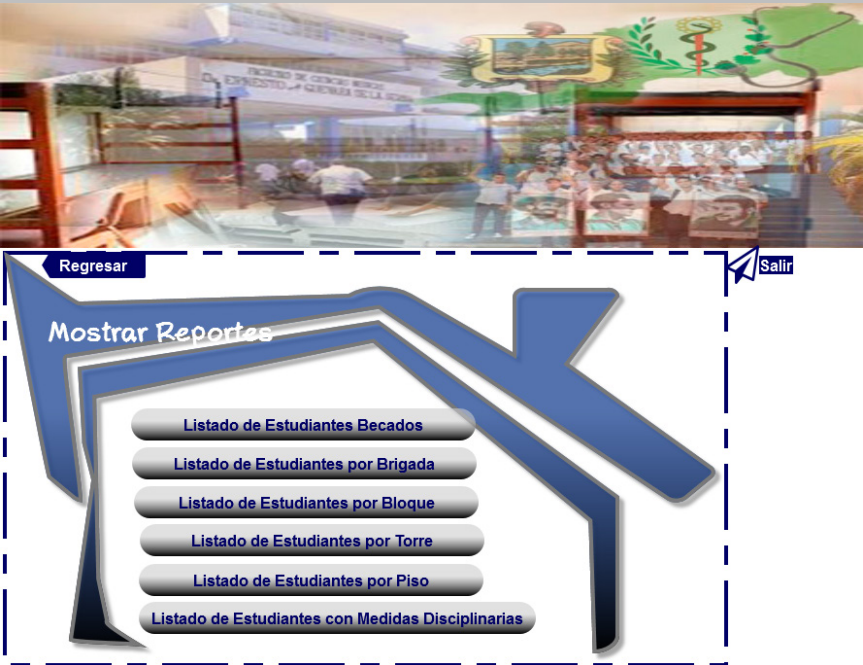 ERNESTO
Regresar
Salir
Mostrar Reportes
Listado de Estudiantes Becados
Listado de Estudiantes por Brigada
Listado de Estudiantes por Bloque
Listado de Estudiantes por Torre
Listado de Estudiantes por Piso
Listado de Estudiantes con Medidas Disciplinarias